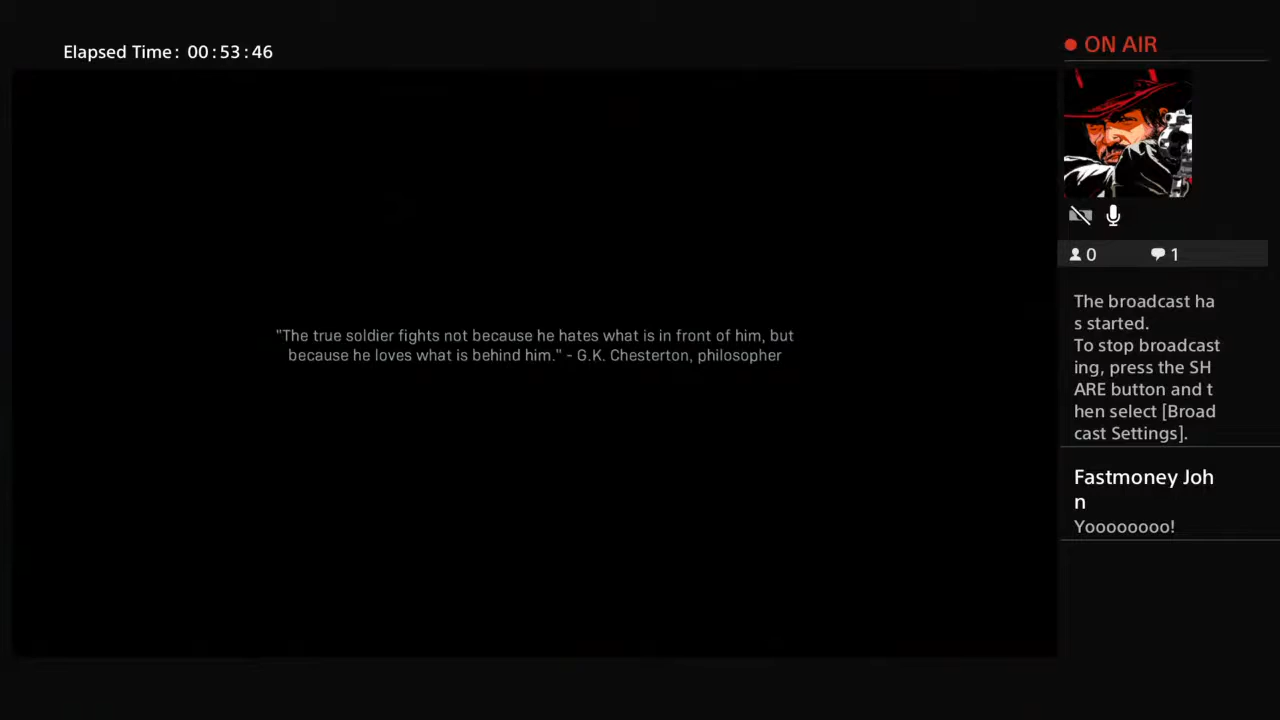 Elapsed Time: 00:53:46
ON AIR
0
1
"The true soldier fights not because he hates what is in front of him, but
because he loves what is behind him." - G.K. Chesterton, philosopher
The broadcast ha
s started.
To stop broadcast
ing, press the SH
ARE button and t
hen select [Broad
cast Settings].
Fastmoney Joh
n
Yoooooooo!